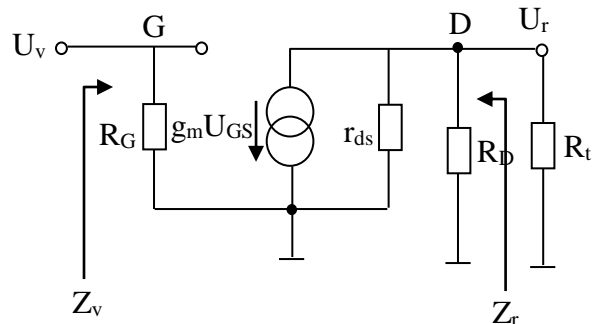 U_v
G
D
U_r
R_G
g_mU_GS
r_ds
R_D
R_t
Z_v
Z_r